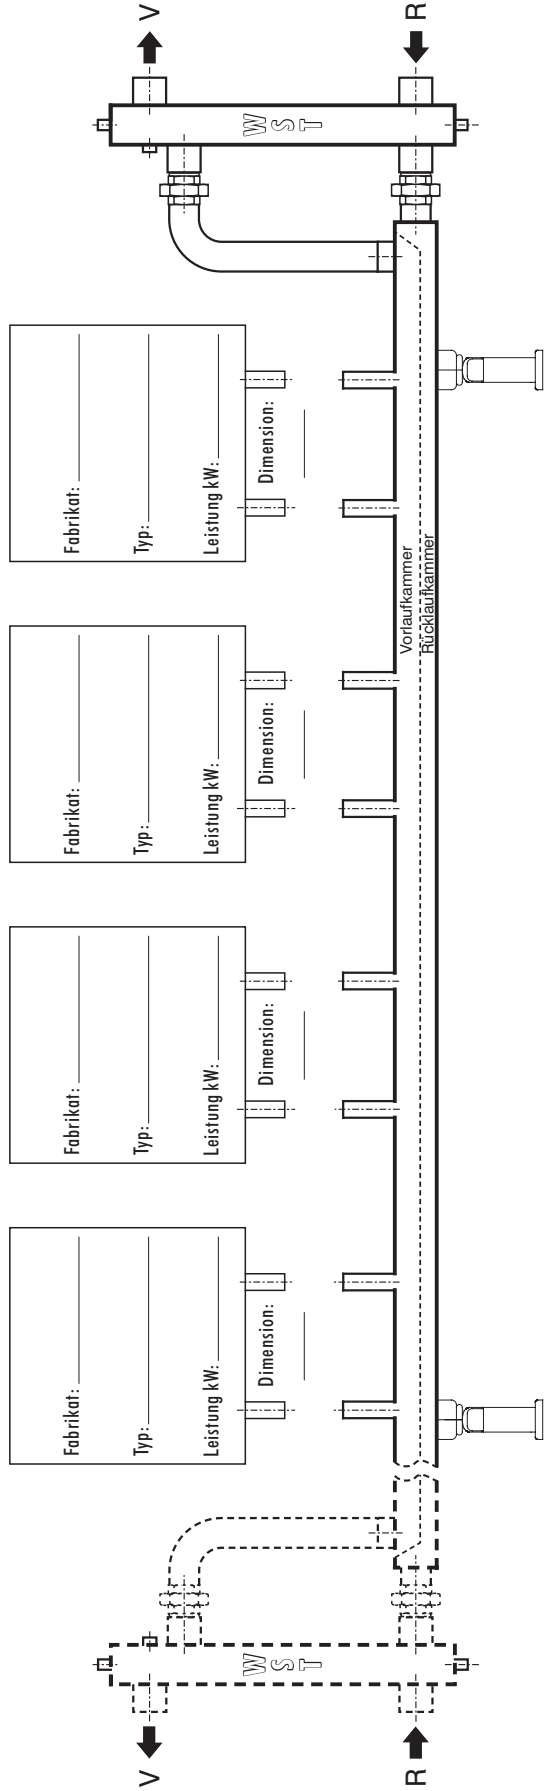 V
R
WST
Fabrikat:
Typ:
Leistung kW:
Dimension:
Fabrikat:
Typ:
Leistung kW:
Dimension:
Fabrikat:
Typ:
Leistung kW:
Dimension:
Fabrikat:
Typ:
Leistung kW:
Dimension:
Vorlaufkammer
Rücklaufkammer
WST
V
R